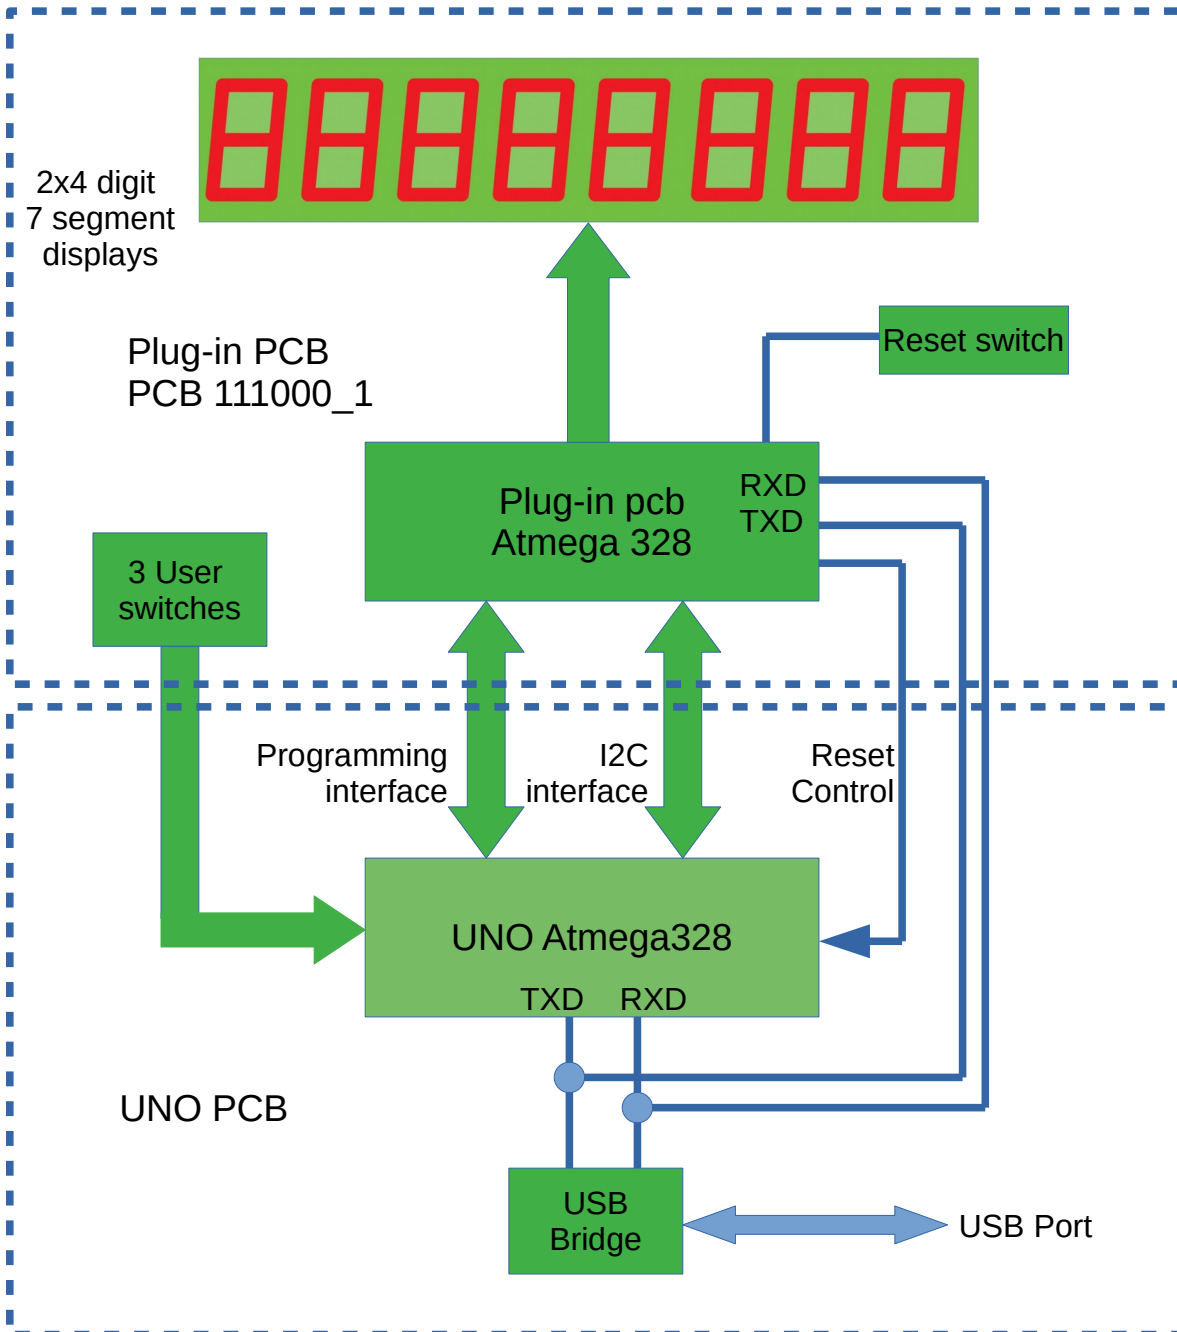 2x4 digit
7 segment
displays
Plug-in PCB
PCB 111000_1
Reset switch
Plug-in pcb
Atmega 328
RXD
TXD
3 User
switches
Programming
interface
I2C
interface
Reset
Control
UNO Atmega328
TXD RXD
UNO PCB
USB
Bridge
USB Port